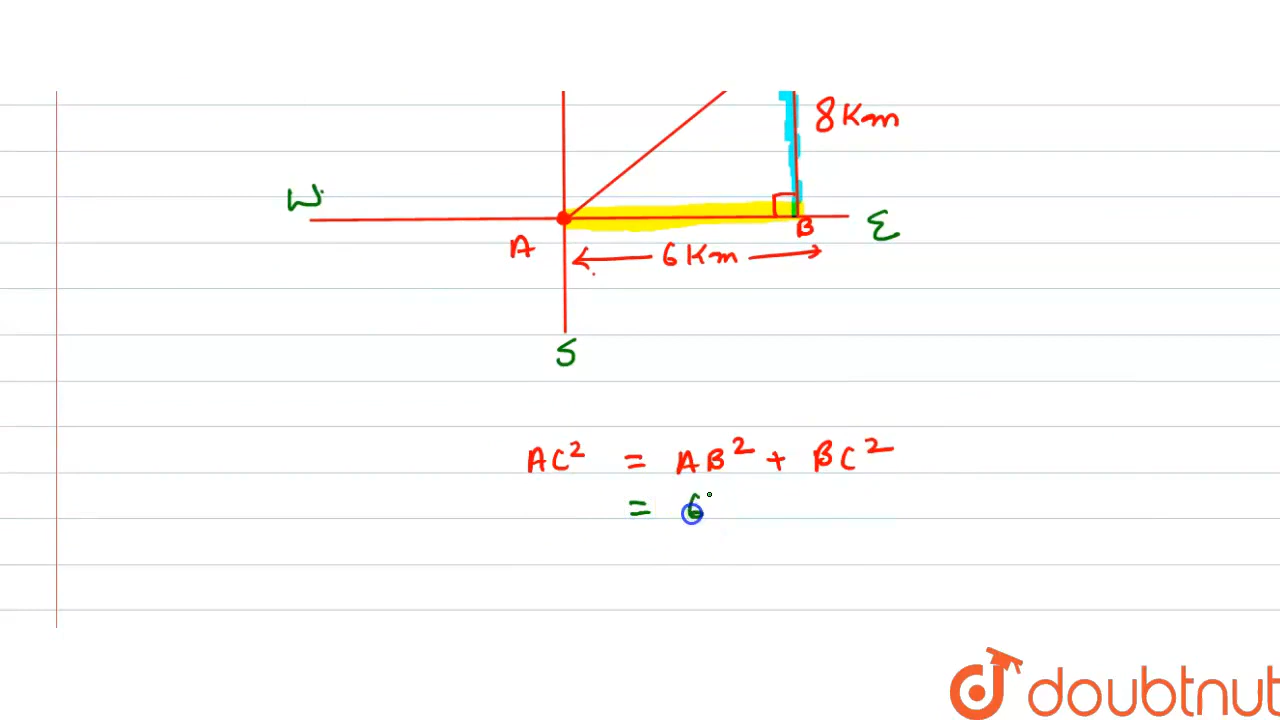 8 Km
W
E
B
A
6 Km
S
AC² = AB² + BC²
= 6
doubtnut